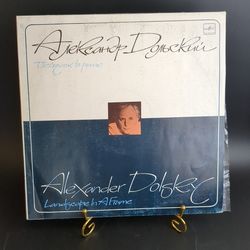 Александр Дольский
Пейзаж в раме
Alexander Dolsky
Landscape In A Frame